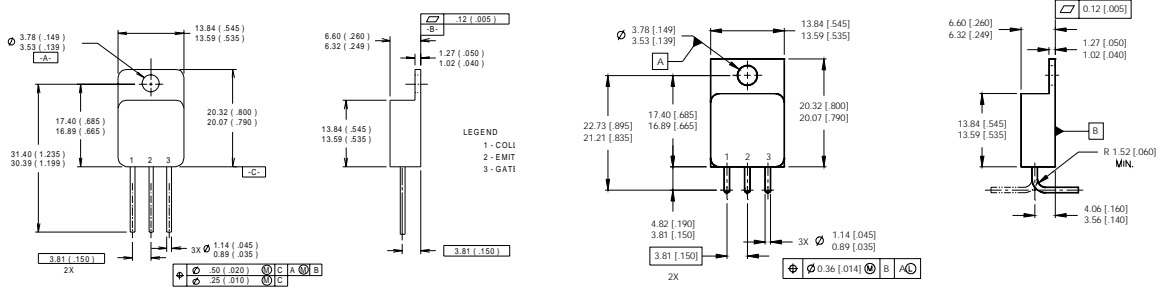 Ø 3.78 ( .149 )
3.53 ( .139 )
-A-
13.84 ( .545 )
13.59 ( .535 )
17.40 ( .685 )
16.89 ( .665 )
31.40 ( 1.235 )
30.39 ( 1.199 )
20.32 ( .800 )
20.07 ( .790 )
-C-
1 2 3
3.81 ( .150 )
2X
3X Ø 1.14 ( .045 )
0.89 ( .035 )
⌖ Ø .50 ( .020 ) Ⓜ C A Ⓜ B
Ø .25 ( .010 ) Ⓜ C
⏥ .12 ( .005 )
-B-
6.60 ( .260 )
6.32 ( .249 )
1.27 ( .050 )
1.02 ( .040 )
13.84 ( .545 )
13.59 ( .535 )
3.81 ( .150 )
LEGEND
1 - COLL
2 - EMIT
3 - GATE
Ø 3.78 [.149]
3.53 [.139]
A
13.84 [.545]
13.59 [.535]
17.40 [.685]
16.89 [.665]
22.73 [.895]
21.21 [.835]
20.32 [.800]
20.07 [.790]
1 2 3
4.82 [.190]
3.81 [.150]
3.81 [.150]
2X
3X Ø 1.14 [.045]
0.89 [.035]
⌖ Ø 0.36 [.014] Ⓜ B A Ⓛ
⏥ 0.12 [.005]
6.60 [.260]
6.32 [.249]
1.27 [.050]
1.02 [.040]
13.84 [.545]
13.59 [.535]
B
R 1.52 [.060]
MIN.
4.06 [.160]
3.56 [.140]